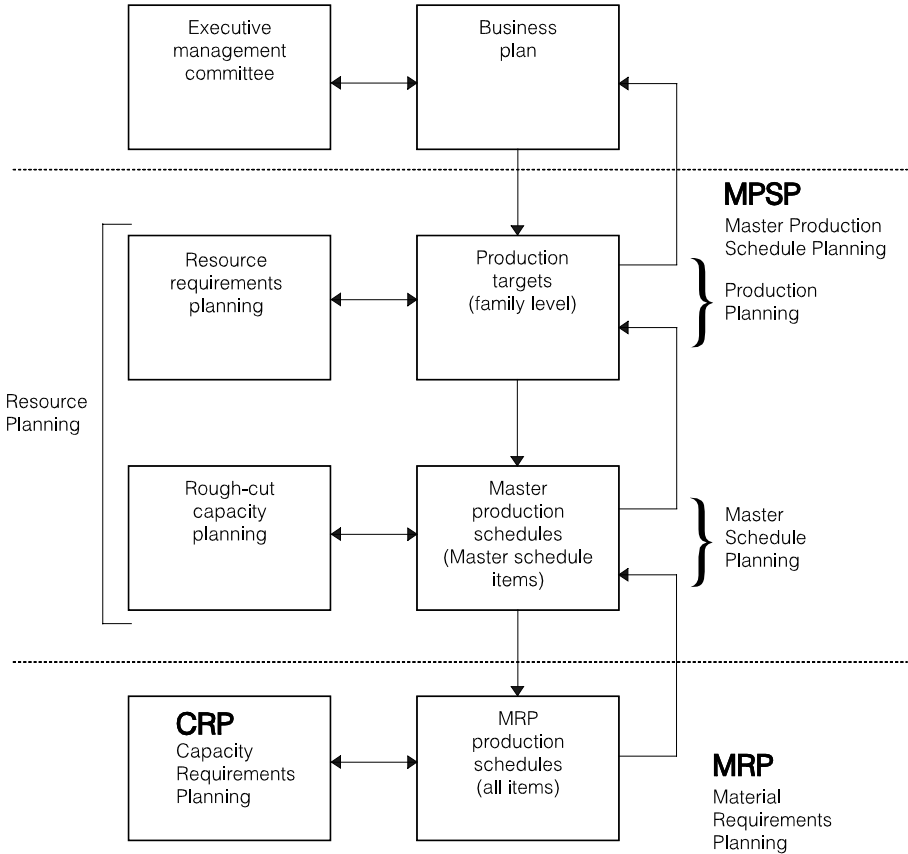 Executive
management
committee
Business
plan
MPSP
Master Production
Schedule Planning
Resource
requirements
planning
Production
targets
(family level)
Production
Planning
Resource
Planning
Rough-cut
capacity
planning
Master
production
schedules
(Master schedule
items)
Master
Schedule
Planning
CRP
Capacity
Requirements
Planning
MRP
production
schedules
(all items)
MRP
Material
Requirements
Planning